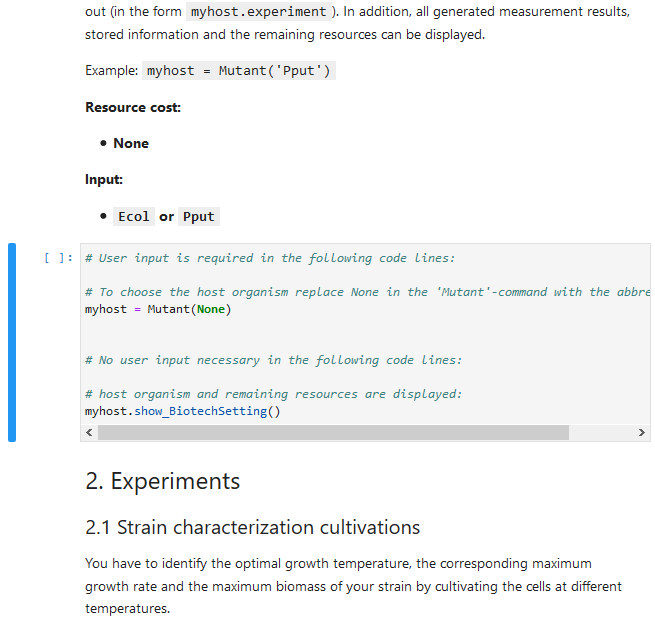 out (in the form myhost.experiment ). In addition, all generated measurement results,
stored information and the remaining resources can be displayed.
Example: myhost = Mutant('Pput')
Resource cost:
• None
Input:
• Ecol or Pput
[ ]: # User input is required in the following code lines:
# To choose the host organism replace None in the 'Mutant'-command with the abbre
myhost = Mutant(None)
# No user input necessary in the following code lines:
# host organism and remaining resources are displayed:
myhost.show_BiotechSetting()
2. Experiments
2.1 Strain characterization cultivations
You have to identify the optimal growth temperature, the corresponding maximum
growth rate and the maximum biomass of your strain by cultivating the cells at different
temperatures.